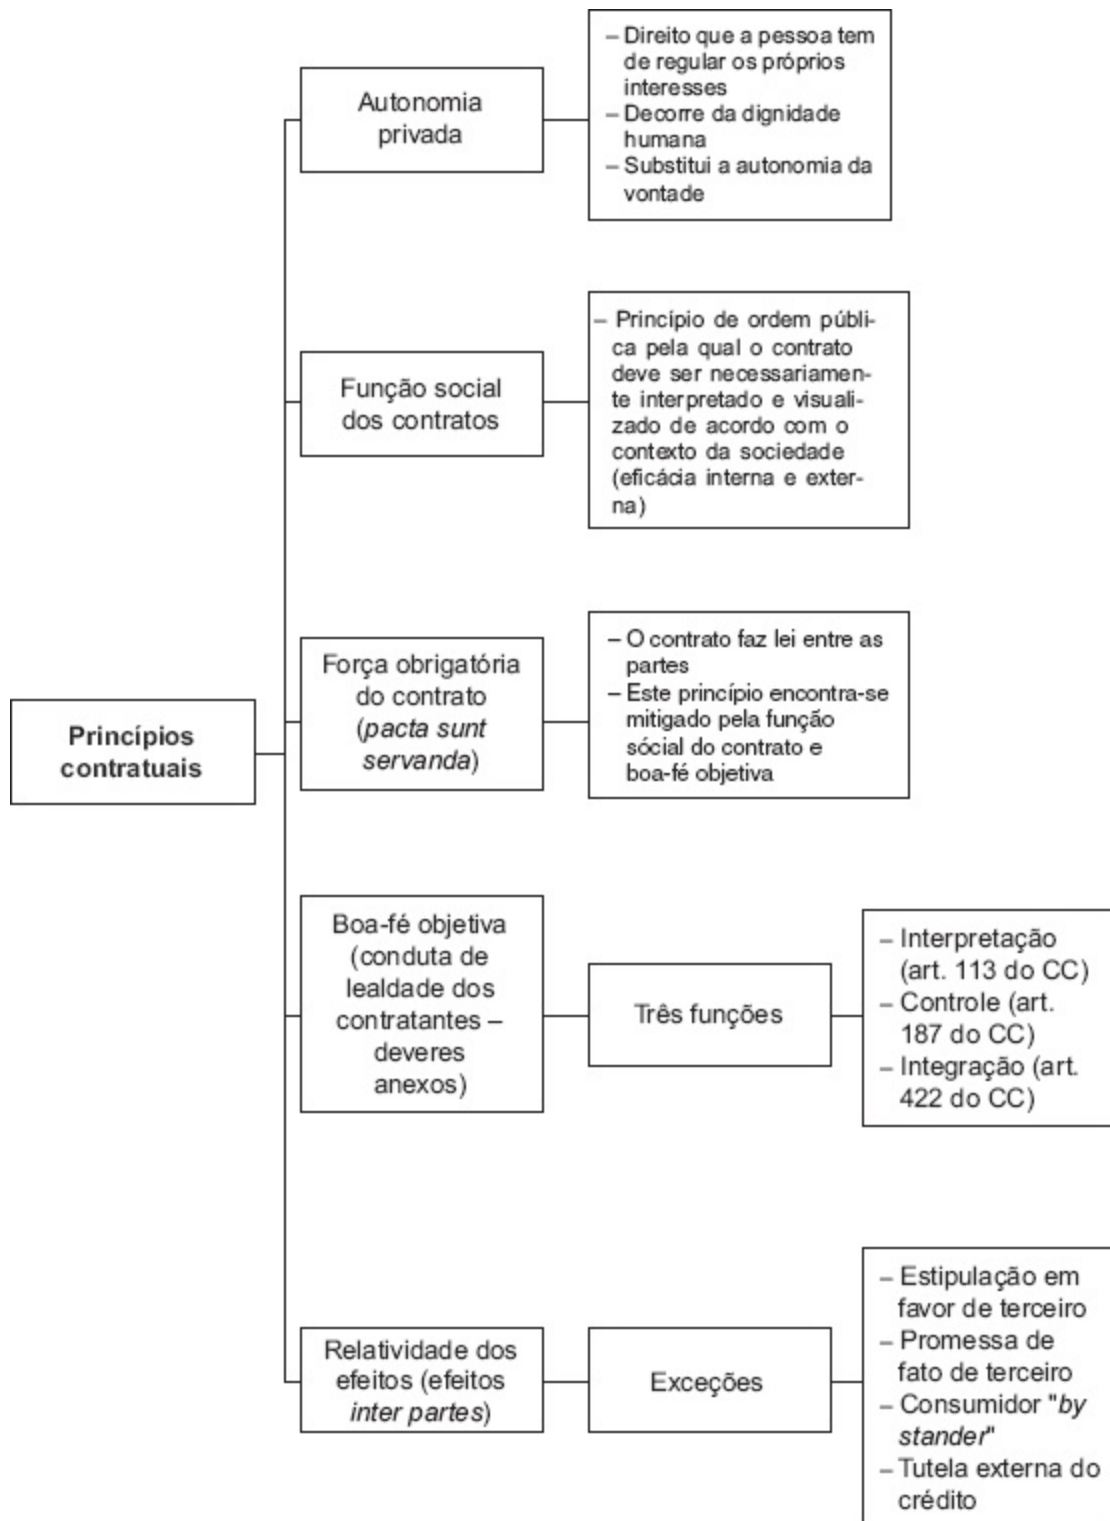 Autonomia
privada
– Direito que a pessoa tem
de regular os próprios
interesses
– Decorre da dignidade
humana
– Substitui a autonomia da
vontade
Função social
dos contratos
– Princípio de ordem públi-
ca pela qual o contrato
deve ser necessariamen-
te interpretado e visuali-
zado de acordo com o
contexto da sociedade
(eficácia interna e exter-
na)
Princípios
contratuais
Força obrigatória
do contrato
(pacta sunt
servanda)
– O contrato faz lei entre as
partes
– Este princípio encontra-se
mitigado pela função
sócial do contrato e
boa-fé objetiva
Boa-fé objetiva
(conduta de
lealdade dos
contratantes –
deveres
anexos)
Três funções
– Interpretação
(art. 113 do CC)
– Controle (art.
187 do CC)
– Integração (art.
422 do CC)
Relatividade dos
efeitos (efeitos
inter partes)
Exceções
– Estipulação em
favor de terceiro
– Promessa de
fato de terceiro
– Consumidor "by
stander"
– Tutela externa do
crédito